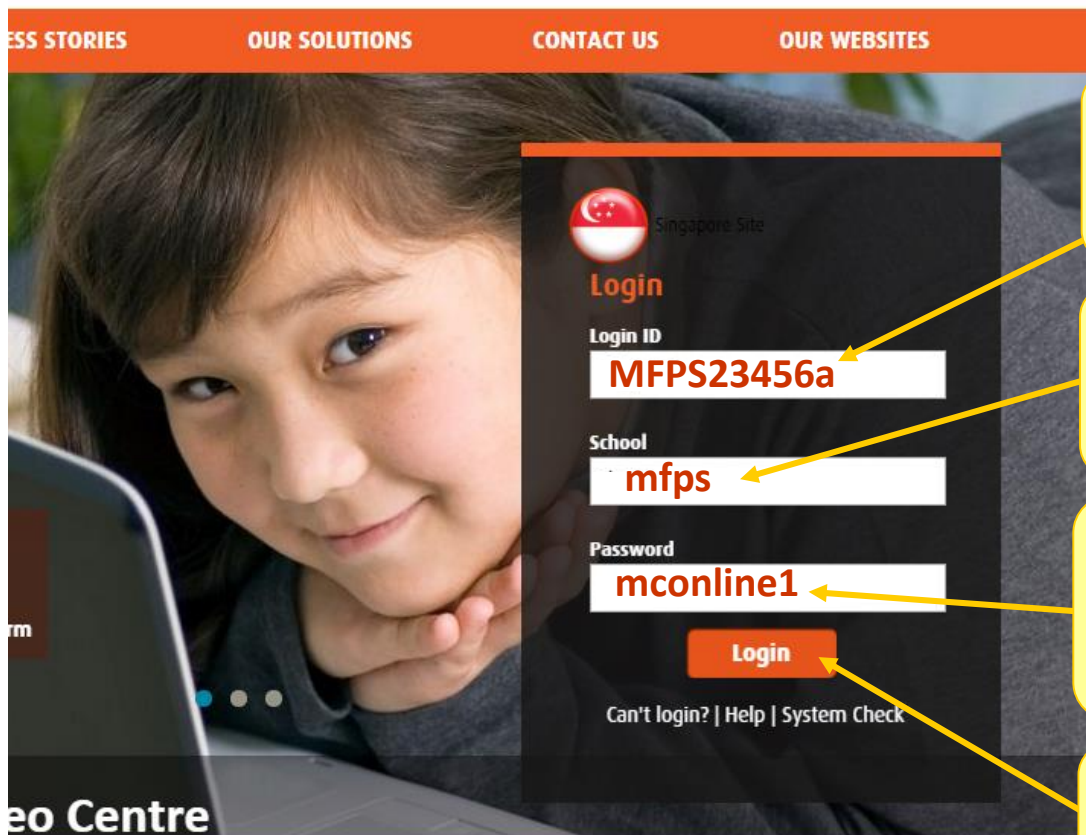 ESS STORIES OUR SOLUTIONS CONTACT US OUR WEBSITES
Singapore Site
Login
Login ID
MFPS23456a
School
mfps
Password
mconline1
Login
Can't login? | Help | System Check
rm
eo Centre